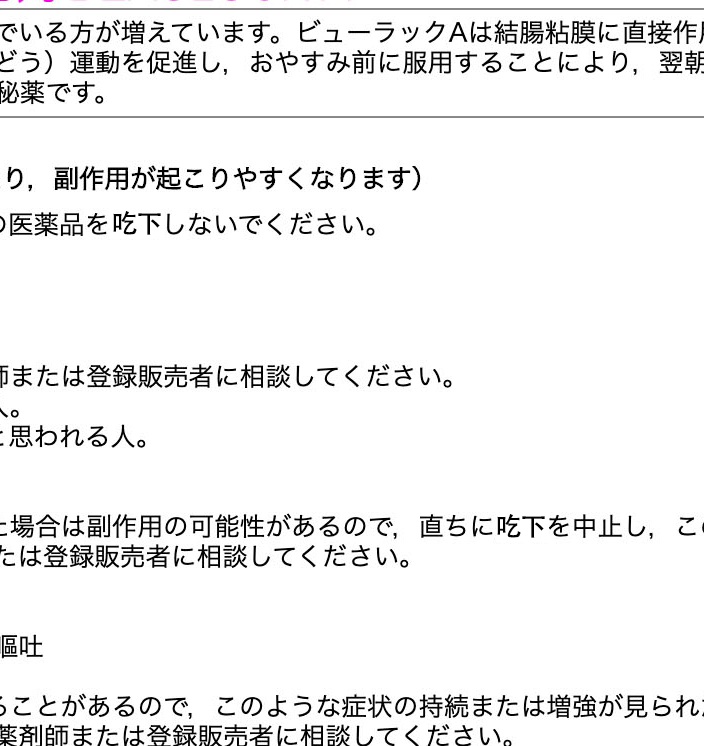 でいる方が増えています。ビューラックAは結腸粘膜に直接作用
どう）運動を促進し，おやすみ前に服用することにより，翌朝
秘薬です。
り，副作用が起こりやすくなります）
の医薬品を吃下しないでください。
師または登録販売者に相談してください。
人。
と思われる人。
た場合は副作用の可能性があるので，直ちに吃下を中止し，この
たは登録販売者に相談してください。
嘔吐
ることがあるので，このような症状の持続または増強が見られた
薬剤師または登録販売者に相談してください。